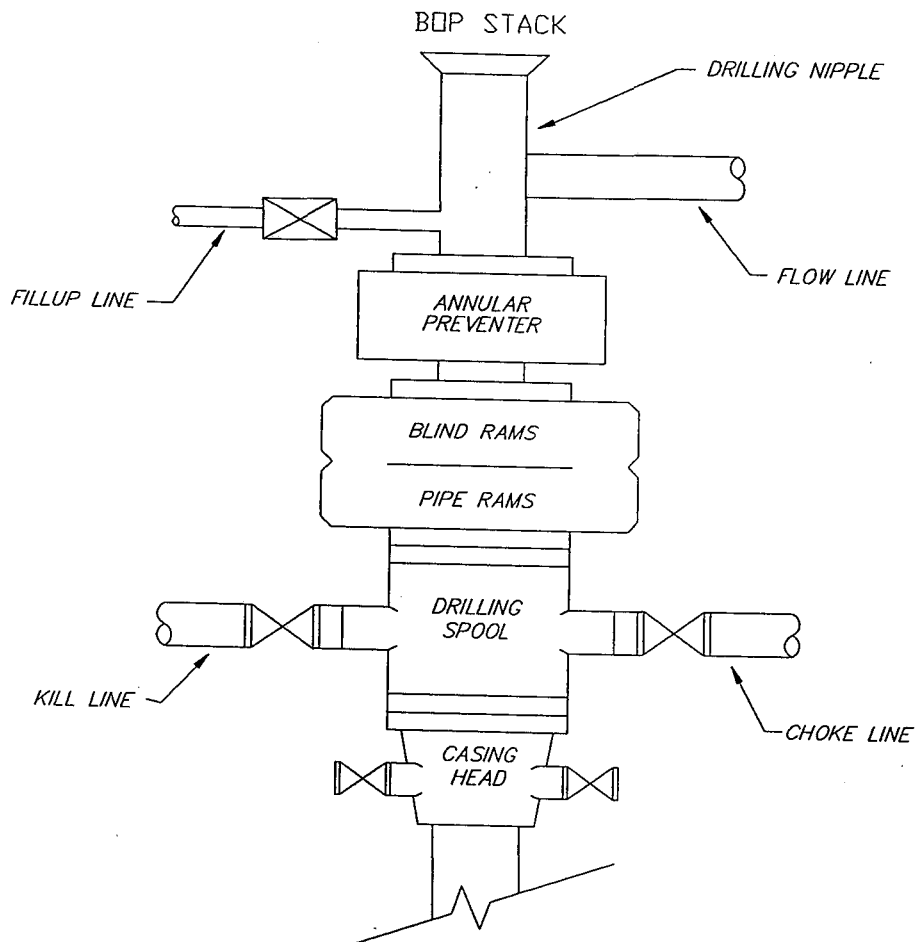 BOP STACK
DRILLING NIPPLE
FLOW LINE
FILLUP LINE
ANNULAR
PREVENTER
BLIND RAMS
PIPE RAMS
DRILLING
SPOOL
KILL LINE
CHOKE LINE
CASING
HEAD